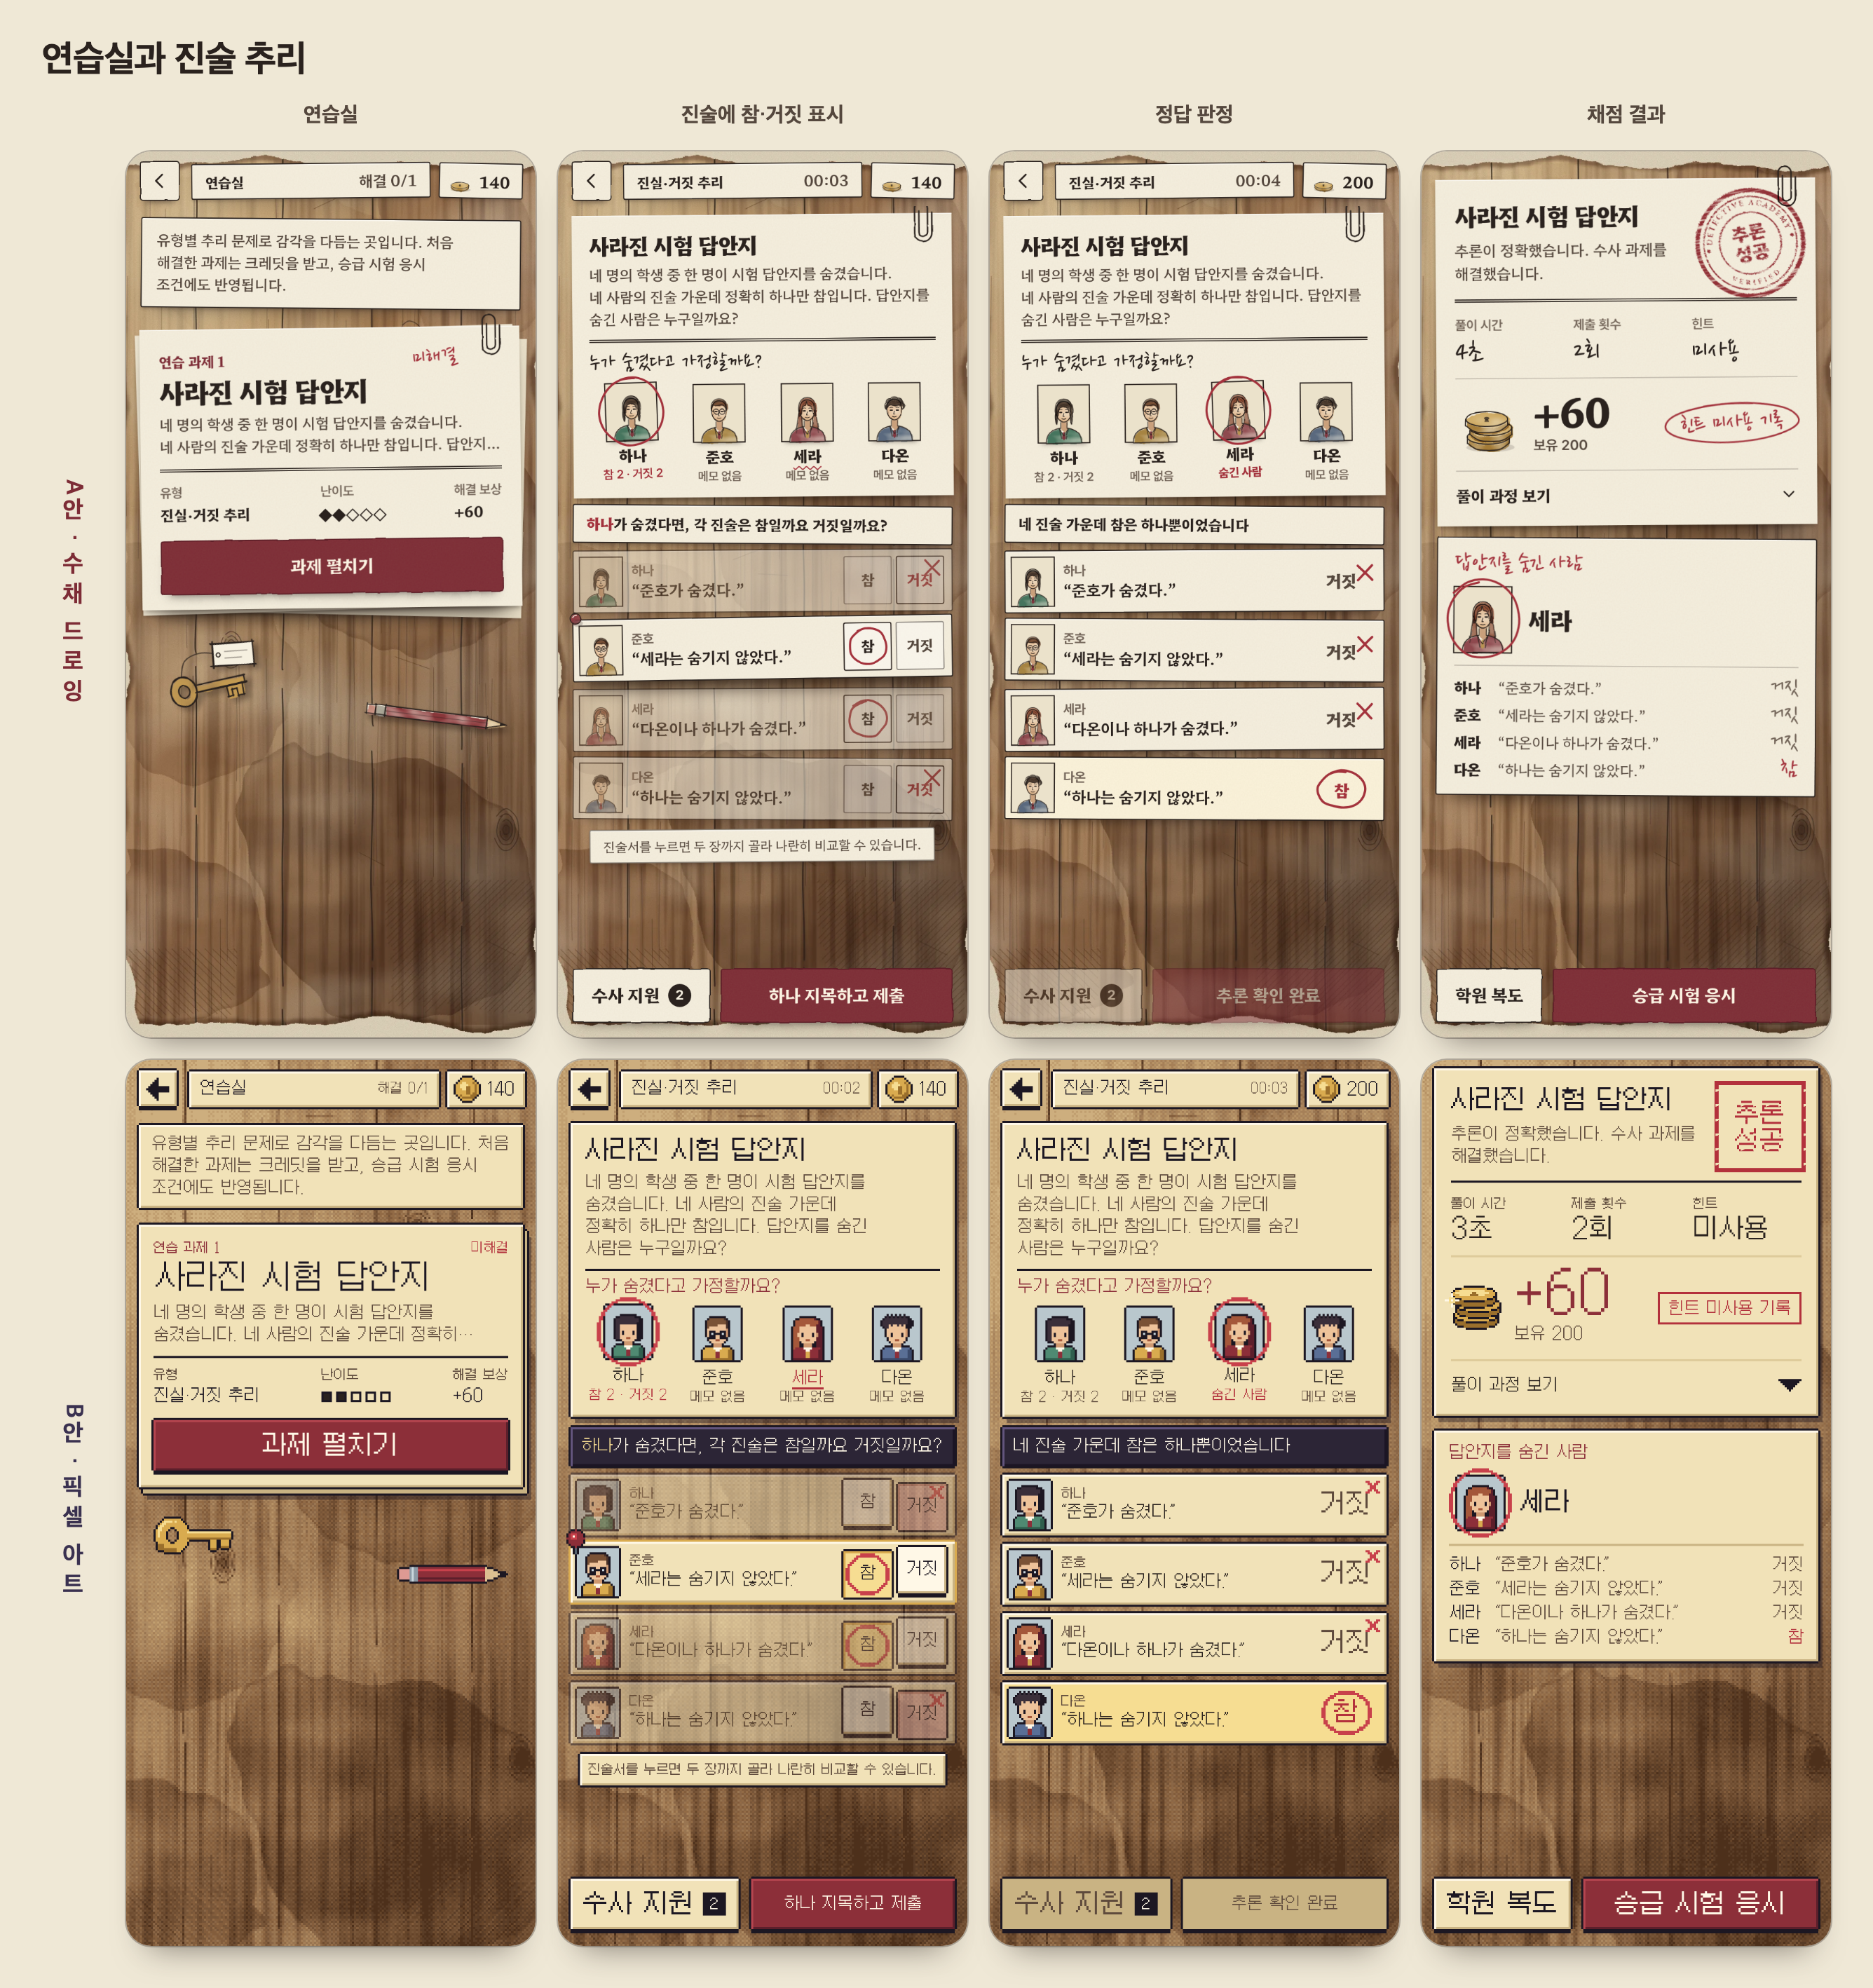 연습실과 진술 추리
연습실
진술에 참·거짓 표시
정답 판정
채점 결과
A안 · 수채 드로잉
연습실
해결 0/1
140
유형별 추리 문제로 감각을 다듬는 곳입니다. 처음
해결한 과제는 크레딧을 받고, 승급 시험 응시
조건에도 반영됩니다.
연습 과제 1
미해결
사라진 시험 답안지
네 명의 학생 중 한 명이 시험 답안지를 숨겼습니다.
네 사람의 진술 가운데 정확히 하나만 참입니다. 답안지…
유형
난이도
해결 보상
진실·거짓 추리
◆◆◇◇◇
+60
과제 펼치기
진실·거짓 추리
00:03
140
사라진 시험 답안지
네 명의 학생 중 한 명이 시험 답안지를 숨겼습니다.
네 사람의 진술 가운데 정확히 하나만 참입니다. 답안지를
숨긴 사람은 누구일까요?
누가 숨겼다고 가정할까요?
하나
준호
세라
다온
참 2 · 거짓 2
메모 없음
메모 없음
메모 없음
하나가 숨겼다면, 각 진술은 참일까요 거짓일까요?
하나
“준호가 숨겼다.”
참
거짓
준호
“세라는 숨기지 않았다.”
참
거짓
세라
“다온이나 하나가 숨겼다.”
참
거짓
다온
“하나는 숨기지 않았다.”
참
거짓
진술서를 누르면 두 장까지 골라 나란히 비교할 수 있습니다.
수사 지원 2
하나 지목하고 제출
진실·거짓 추리
00:04
200
사라진 시험 답안지
네 명의 학생 중 한 명이 시험 답안지를 숨겼습니다.
네 사람의 진술 가운데 정확히 하나만 참입니다. 답안지를
숨긴 사람은 누구일까요?
누가 숨겼다고 가정할까요?
하나
준호
세라
다온
참 2 · 거짓 2
메모 없음
숨긴 사람
메모 없음
네 진술 가운데 참은 하나뿐이었습니다
하나
“준호가 숨겼다.”
거짓
준호
“세라는 숨기지 않았다.”
거짓
세라
“다온이나 하나가 숨겼다.”
거짓
다온
“하나는 숨기지 않았다.”
참
수사 지원 2
추론 확인 완료
사라진 시험 답안지
추론이 정확했습니다. 수사 과제를
해결했습니다.
DETECTIVE ACADEMY
추론
성공
VERIFIED
풀이 시간
제출 횟수
힌트
4초
2회
미사용
+60
보유 200
힌트 미사용 기록
풀이 과정 보기
답안지를 숨긴 사람
세라
하나 “준호가 숨겼다.” 거짓
준호 “세라는 숨기지 않았다.” 거짓
세라 “다온이나 하나가 숨겼다.” 거짓
다온 “하나는 숨기지 않았다.” 참
학원 복도
승급 시험 응시
B안 · 픽셀 아트
연습실
해결 0/1
140
유형별 추리 문제로 감각을 다듬는 곳입니다. 처음
해결한 과제는 크레딧을 받고, 승급 시험 응시
조건에도 반영됩니다.
연습 과제 1
미해결
사라진 시험 답안지
네 명의 학생 중 한 명이 시험 답안지를
숨겼습니다. 네 사람의 진술 가운데 정확히…
유형
난이도
해결 보상
진실·거짓 추리
■■□□□
+60
과제 펼치기
진실·거짓 추리
00:02
140
사라진 시험 답안지
네 명의 학생 중 한 명이 시험 답안지를
숨겼습니다. 네 사람의 진술 가운데
정확히 하나만 참입니다. 답안지를 숨긴
사람은 누구일까요?
누가 숨겼다고 가정할까요?
하나
준호
세라
다온
참 2 · 거짓 2
메모 없음
메모 없음
메모 없음
하나가 숨겼다면, 각 진술은 참일까요 거짓일까요?
하나
“준호가 숨겼다.”
참
거짓
준호
“세라는 숨기지 않았다.”
참
거짓
세라
“다온이나 하나가 숨겼다.”
참
거짓
다온
“하나는 숨기지 않았다.”
참
거짓
진술서를 누르면 두 장까지 골라 나란히 비교할 수 있습니다.
수사 지원 2
하나 지목하고 제출
진실·거짓 추리
00:03
200
사라진 시험 답안지
네 명의 학생 중 한 명이 시험 답안지를
숨겼습니다. 네 사람의 진술 가운데
정확히 하나만 참입니다. 답안지를 숨긴
사람은 누구일까요?
누가 숨겼다고 가정할까요?
하나
준호
세라
다온
참 2 · 거짓 2
메모 없음
숨긴 사람
메모 없음
네 진술 가운데 참은 하나뿐이었습니다
하나
“준호가 숨겼다.”
거짓
준호
“세라는 숨기지 않았다.”
거짓
세라
“다온이나 하나가 숨겼다.”
거짓
다온
“하나는 숨기지 않았다.”
참
수사 지원 2
추론 확인 완료
사라진 시험 답안지
추론이 정확했습니다. 수사 과제를
해결했습니다.
추론
성공
풀이 시간
제출 횟수
힌트
3초
2회
미사용
+60
보유 200
힌트 미사용 기록
풀이 과정 보기
답안지를 숨긴 사람
세라
하나 “준호가 숨겼다.” 거짓
준호 “세라는 숨기지 않았다.” 거짓
세라 “다온이나 하나가 숨겼다.” 거짓
다온 “하나는 숨기지 않았다.” 참
학원 복도
승급 시험 응시